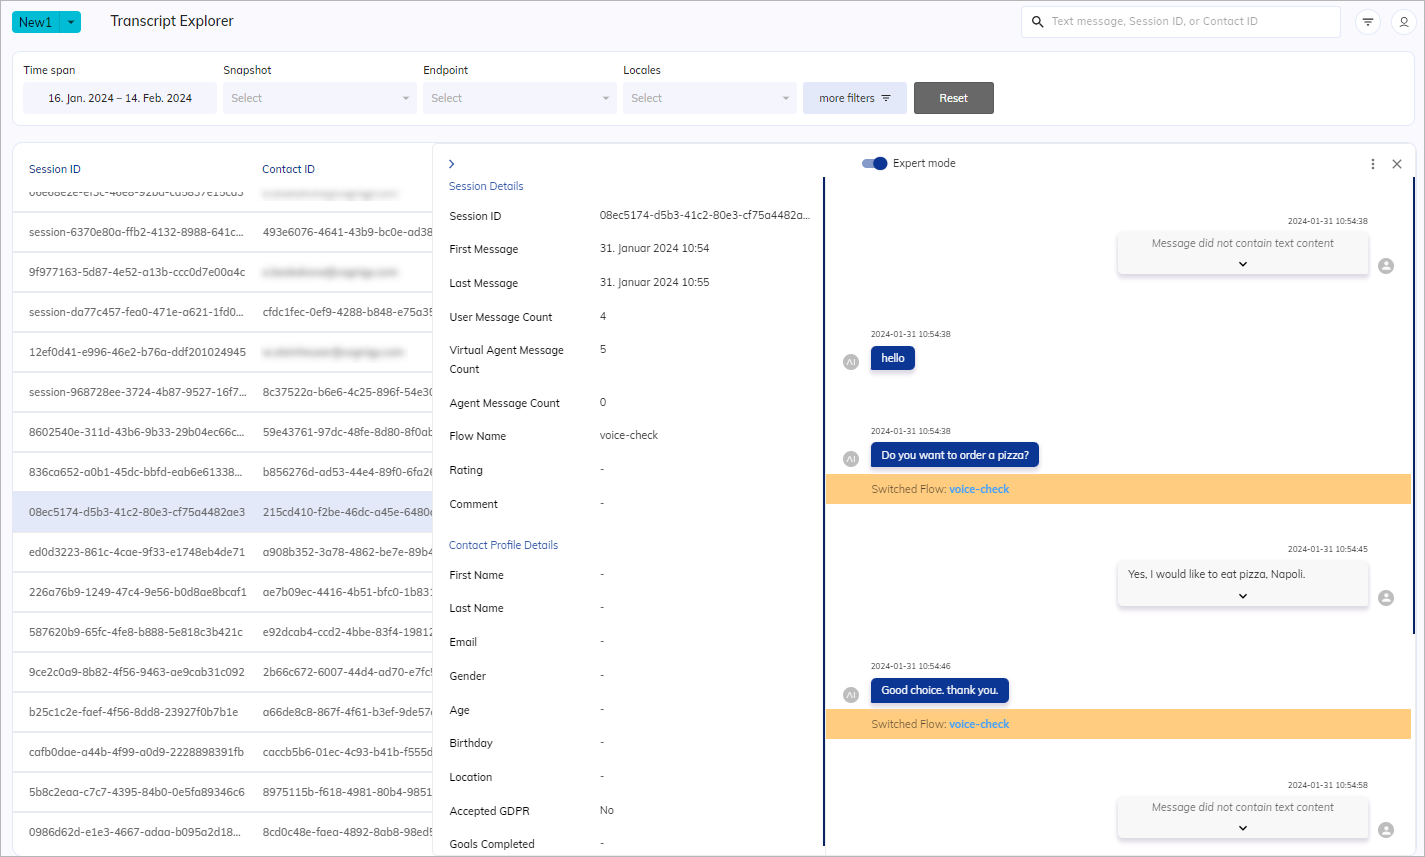 New1
Transcript Explorer
Text message, Session ID, or Contact ID
Time span
Snapshot
Endpoint
Locales
16. Jan. 2024 – 14. Feb. 2024
Select
Select
Select
more filters
Reset
Session ID
Contact ID
session-6370e80a-ffb2-4132-8988-641c...
493e6076-4641-43b9-bc0e-ad38
9f977163-5d87-4e52-a13b-ccc0d7e00a4c
session-da77c457-fea0-471e-a621-1fd0...
cfdc1fec-0ef9-4288-b848-e75a35
12ef0d41-e996-46e2-b76a-ddf201024945
session-968728ee-3724-4b87-9527-16f7...
8c37522a-b6e6-4c25-896f-54e30
8602540e-311d-43b6-9b33-29b04ec66c...
59e43761-97dc-48fe-8d80-8f0ab
836ca652-a0b1-45dc-bbfd-eab6e61338...
b856276d-ad53-44e4-89f0-6fa26
08ec5174-d5b3-41c2-80e3-cf75a4482ae3
215cd410-f2be-46dc-a45e-6480
ed0d3223-861c-4cae-9f33-e1748eb4de71
a908b352-3a78-4862-be7e-89b4
226a76b9-1249-47c4-9e56-b0d8ae8bcaf1
ae7b09ec-4416-4b51-bfc0-1b831
587620b9-65fc-4fe8-b888-5e818c3b421c
e92dcab4-ccd2-4bbe-83f4-19812
9ce2c0a9-8b82-4f56-9463-ae9cab31c092
2b66c672-6007-44d4-ad70-e7fc
b25c1c2e-faef-4f56-8dd8-23927f0b7b1e
a66de8c8-867f-4f61-b3ef-9de57
cafb0dae-a44b-4f99-a0d9-2228898391fb
caccb5b6-01ec-4c93-b41b-f555d
5b8c2eaa-c7c7-4395-84b0-0e5fa89346c6
8975115b-f618-4981-80b4-9851
0986d62d-e1e3-4667-adaa-b095a2d18...
8cd0c48e-faea-4892-8ab8-98ed5
Session Details
Session ID
08ec5174-d5b3-41c2-80e3-cf75a4482a...
First Message
31. Januar 2024 10:54
Last Message
31. Januar 2024 10:55
User Message Count
4
Virtual Agent Message
Count
5
Agent Message Count
0
Flow Name
voice-check
Rating
-
Comment
-
Contact Profile Details
First Name
-
Last Name
-
Email
-
Gender
-
Age
-
Birthday
-
Location
-
Accepted GDPR
No
Goals Completed
-
Expert mode
2024-01-31 10:54:38
Message did not contain text content
2024-01-31 10:54:38
AI
hello
2024-01-31 10:54:38
AI
Do you want to order a pizza?
Switched Flow: voice-check
2024-01-31 10:54:45
Yes, I would like to eat pizza, Napoli.
2024-01-31 10:54:46
AI
Good choice. thank you.
Switched Flow: voice-check
2024-01-31 10:54:58
Message did not contain text content